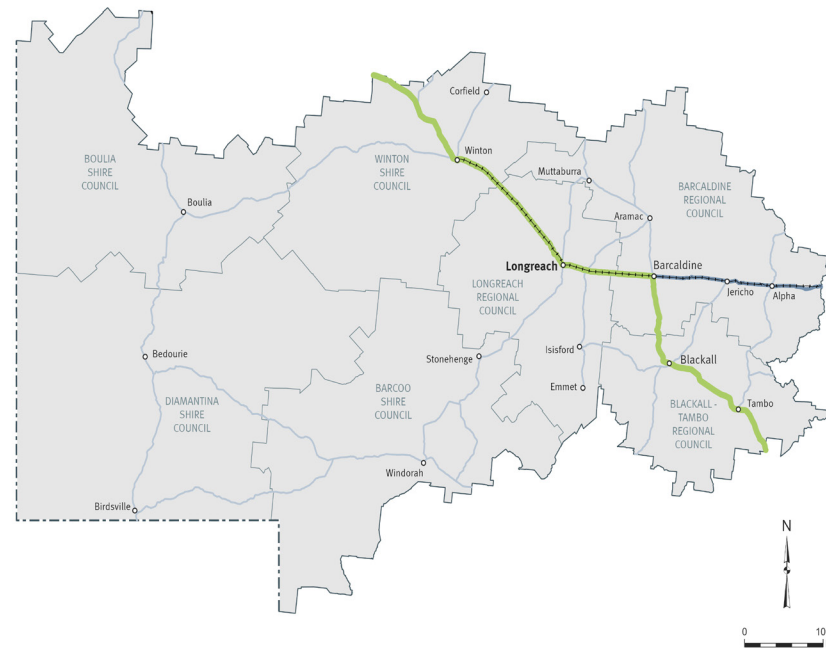 Corfield
Winton
WINTON
SHIRE
COUNCIL
BOULIA
SHIRE
COUNCIL
Boulia
Muttaburra
BARCALDINE
REGIONAL
COUNCIL
Aramac
Longreach
Barcaldine
LONGREACH
REGIONAL
COUNCIL
Jericho
Alpha
Bedourie
Stonehenge
Isisford
Blackall
Emmet
DIAMANTINA
SHIRE
COUNCIL
BARCOO
SHIRE
COUNCIL
BLACKALL -
TAMBO
REGIONAL
COUNCIL
Tambo
Windorah
Birdsville
N
0